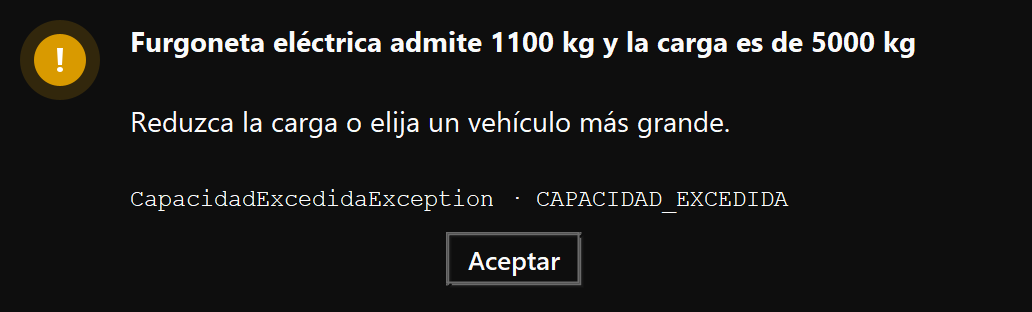 !
Furgoneta eléctrica admite 1100 kg y la carga es de 5000 kg
Reduzca la carga o elija un vehículo más grande.
CapacidadExcedidaException · CAPACIDAD_EXCEDIDA
Aceptar